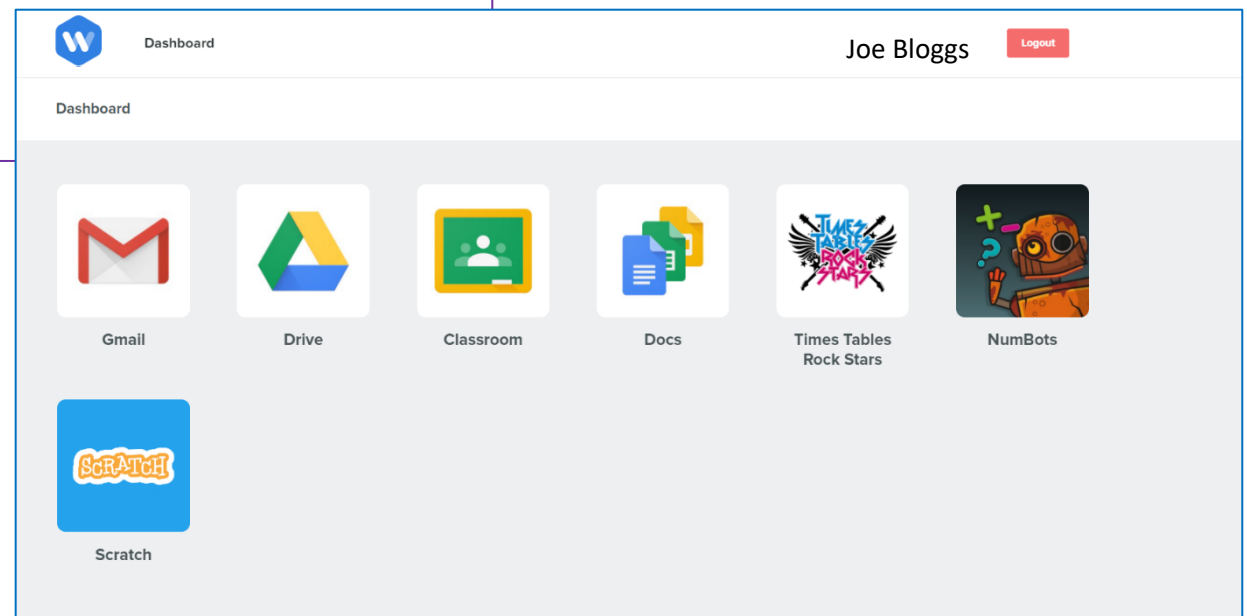 W
Dashboard
Joe Bloggs
Logout
Dashboard
TIMES
TABLES
ROCK
STARS
Gmail
Drive
Classroom
Docs
Times Tables
Rock Stars
NumBots
SCRATCH
Scratch